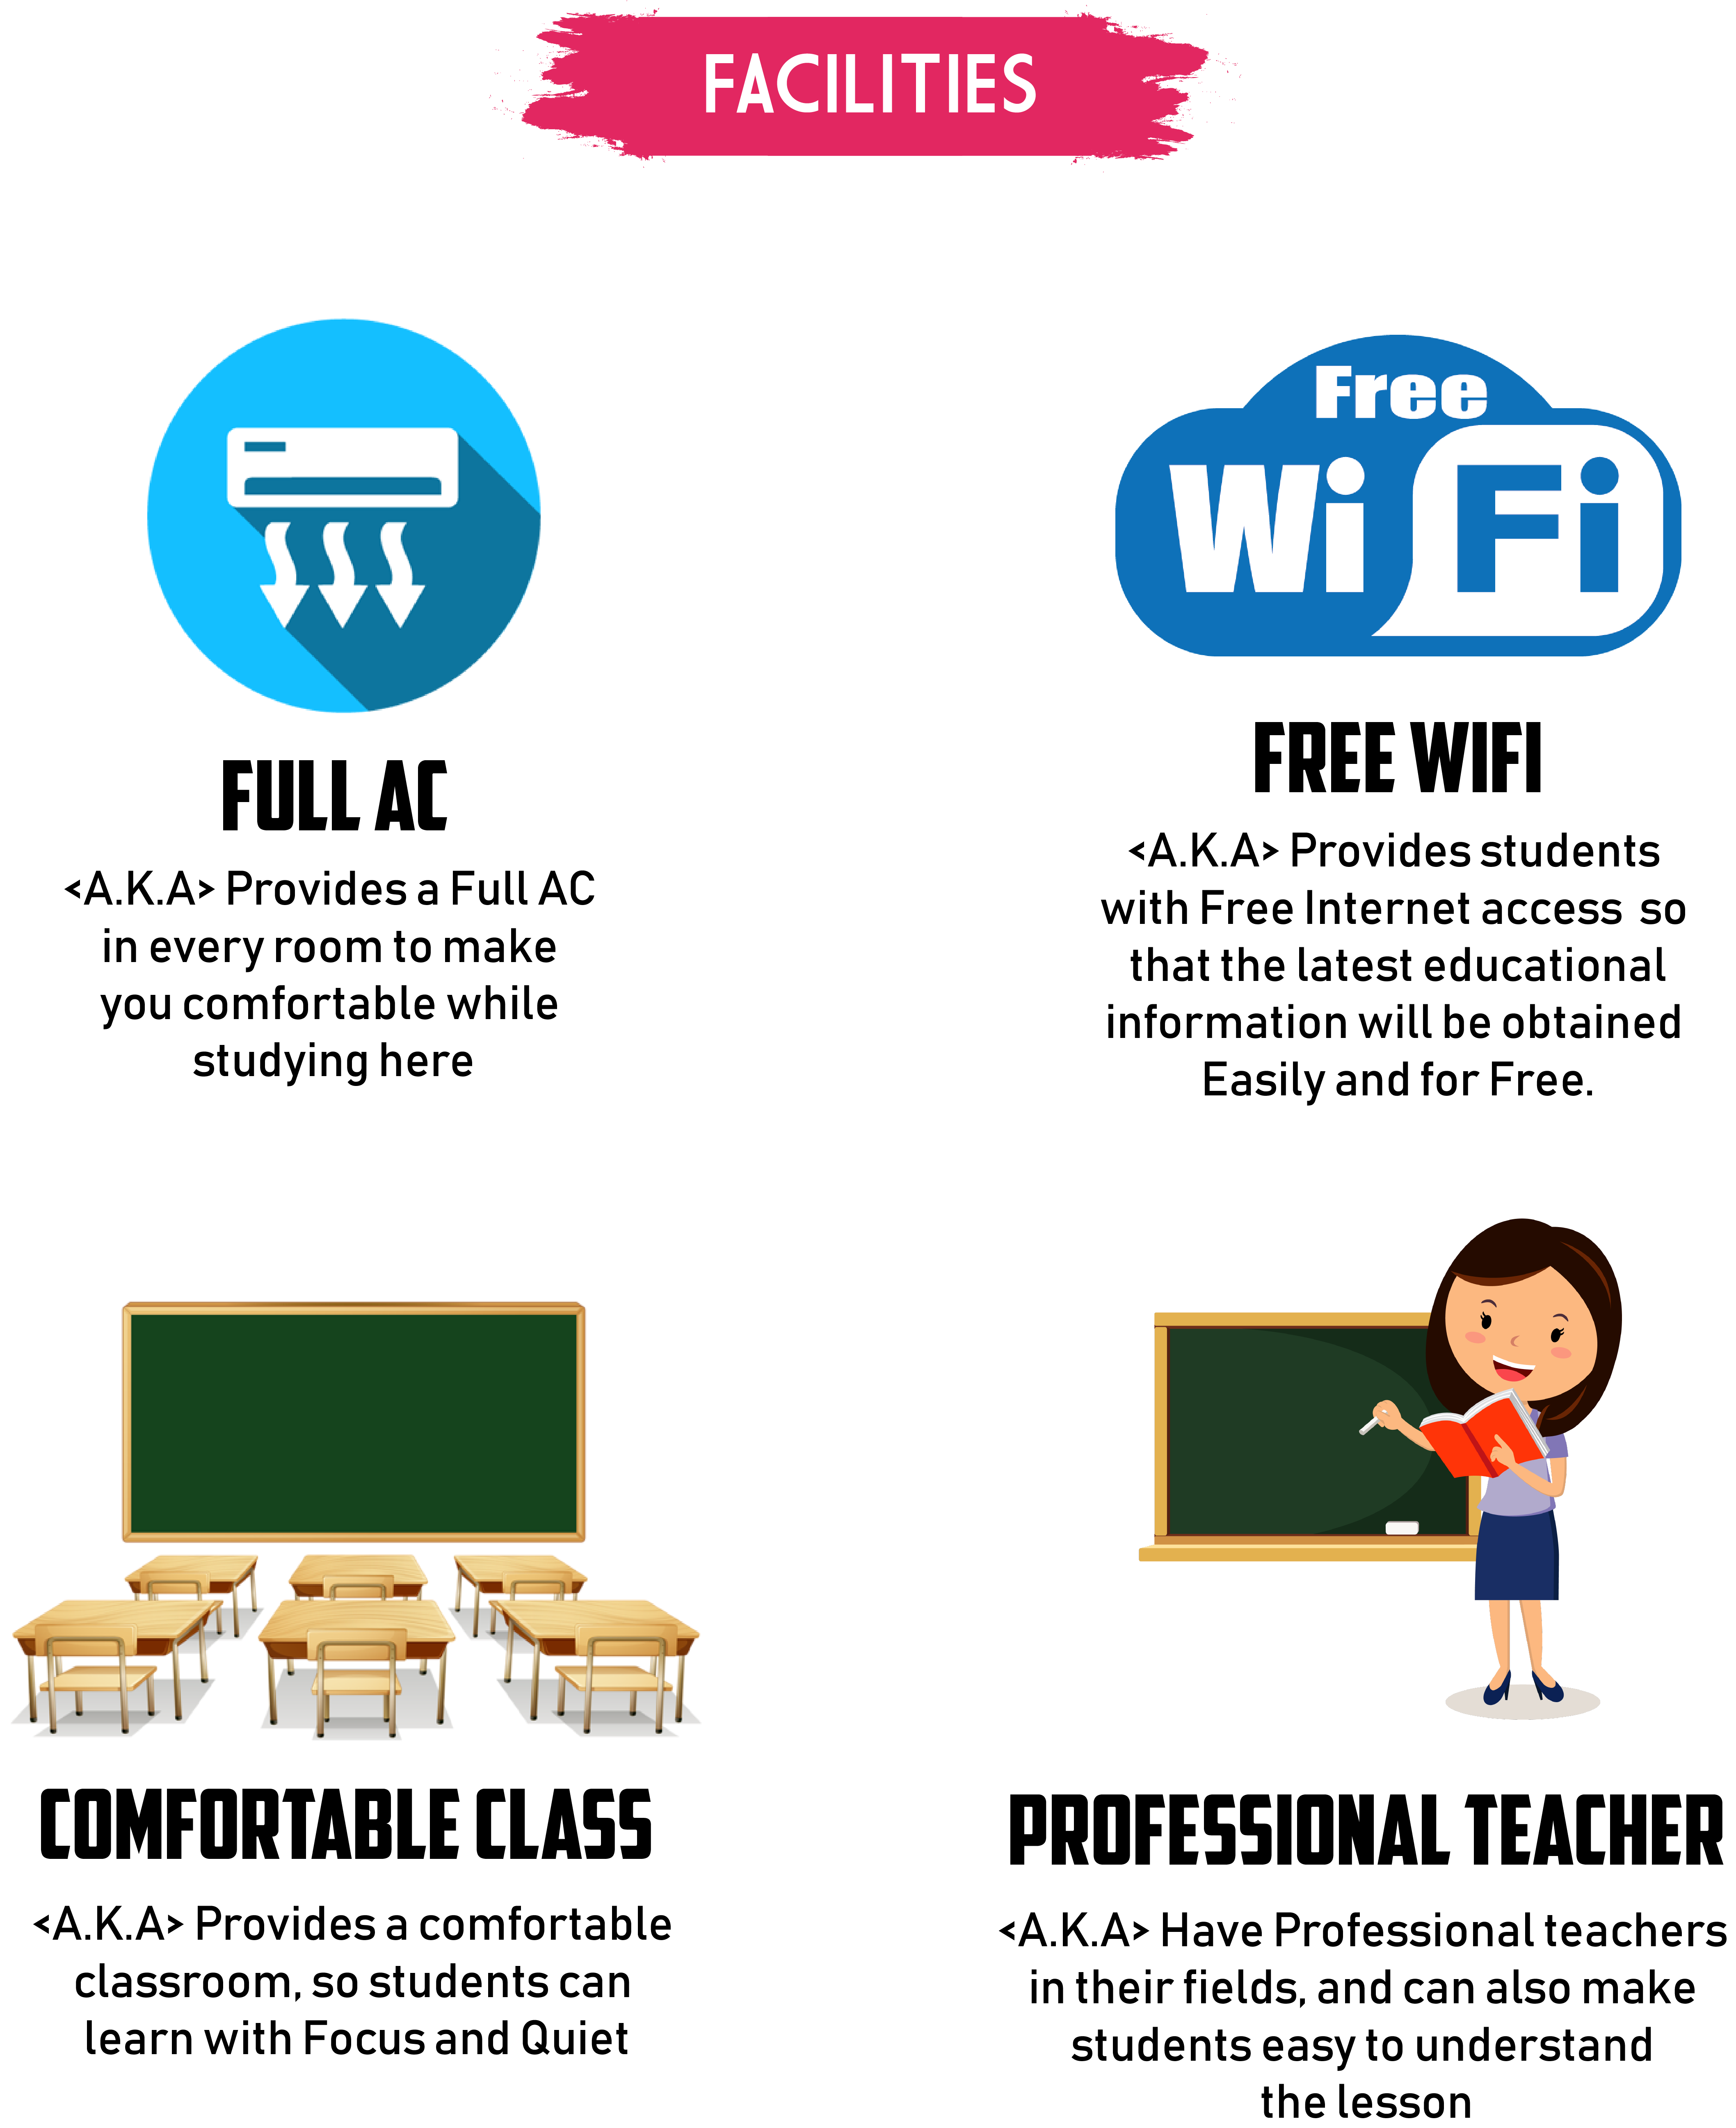 FACILITIES
Free
Wi Fi
FULL AC
<A.K.A> Provides a Full AC
in every room to make
you comfortable while
studying here
FREE WIFI
<A.K.A> Provides students
with Free Internet access so
that the latest educational
information will be obtained
Easily and for Free.
COMFORTABLE CLASS
<A.K.A> Provides a comfortable
classroom, so students can
learn with Focus and Quiet
PROFESSIONAL TEACHER
<A.K.A> Have Professional teachers
in their fields, and can also make
students easy to understand
the lesson